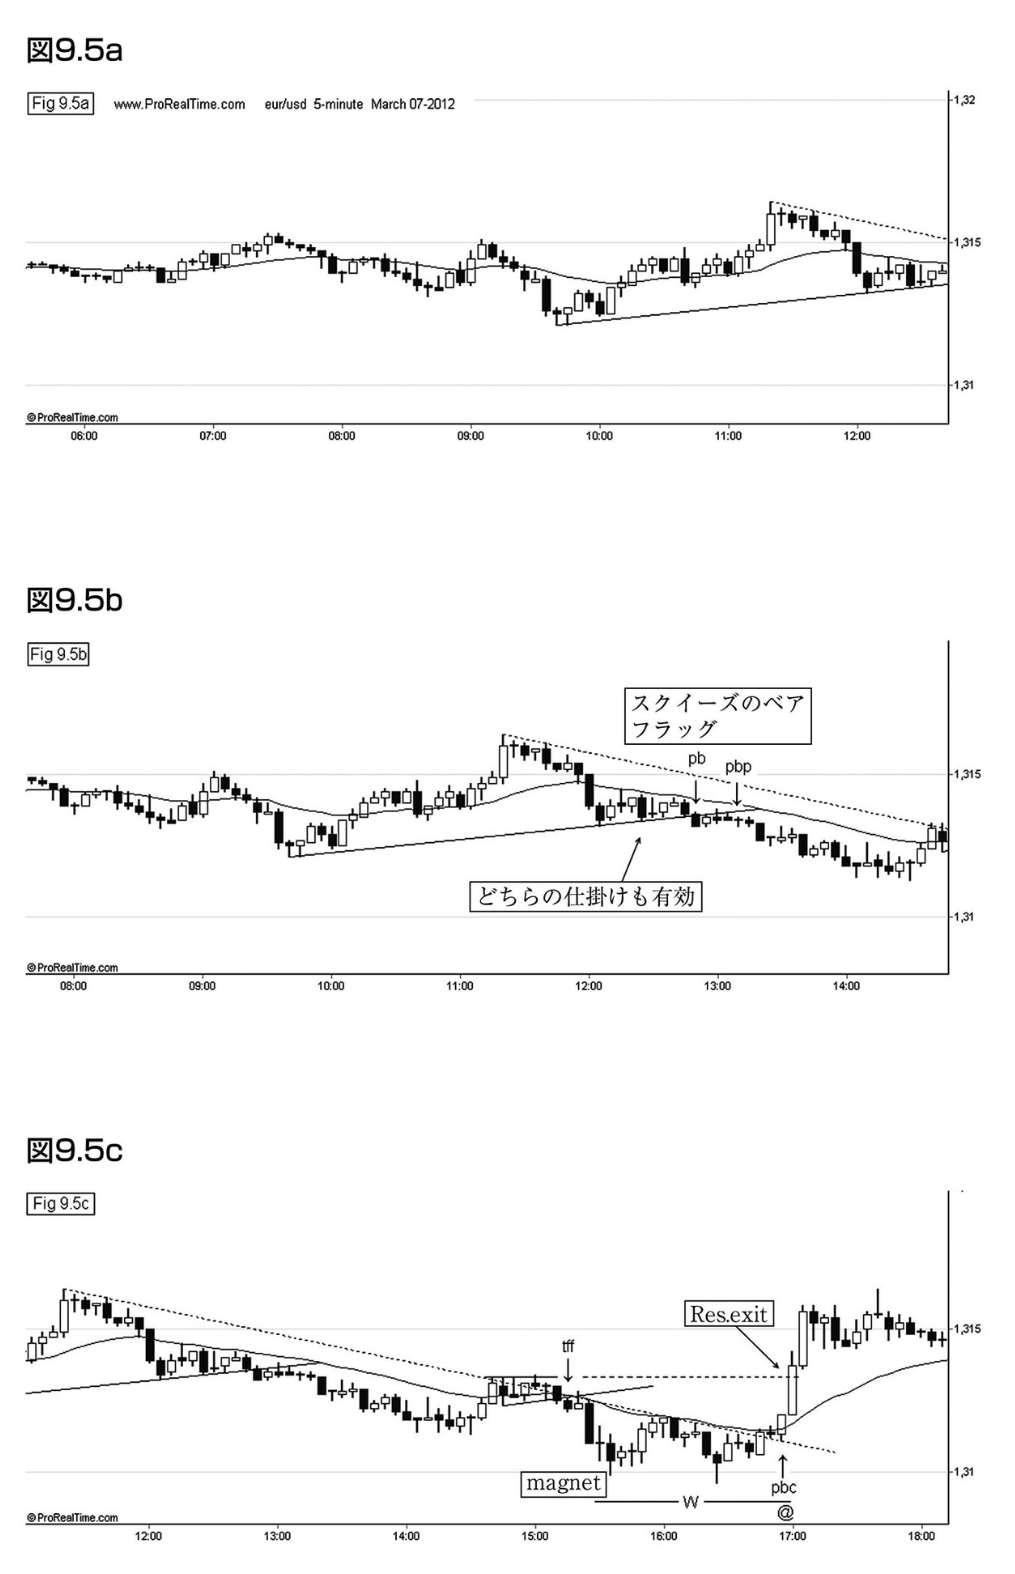 図9.5a
Fig 9.5a www.ProRealTime.com eur/usd 5-minute March 07-2012
1,32
1,315
1,31
©ProRealTime.com
06:00 07:00 08:00 09:00 10:00 11:00 12:00
図9.5b
Fig 9.5b
スクイーズのベア
フラッグ
pb
pbp
1,315
どちらの仕掛けも有効
1,31
©ProRealTime.com
08:00 09:00 10:00 11:00 12:00 13:00 14:00
図9.5c
Fig 9.5c
Res.exit
1,315
tff
1,31
magnet
pbc
W
@
©ProRealTime.com
12:00 13:00 14:00 15:00 16:00 17:00 18:00